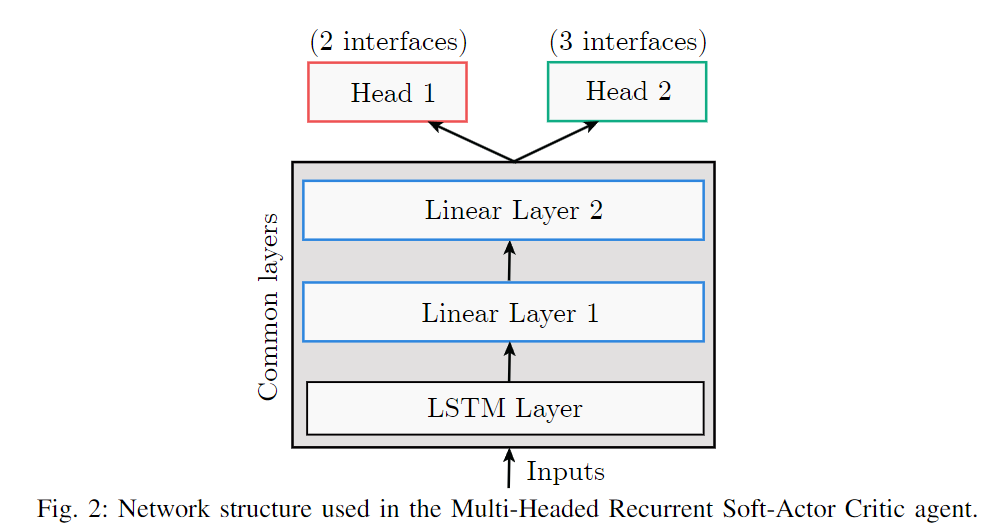 (2 interfaces) (3 interfaces)
Head 1 Head 2
Linear Layer 2
Linear Layer 1
LSTM Layer
Common layers
Inputs
Fig. 2: Network structure used in the Multi-Headed Recurrent Soft-Actor Critic agent.